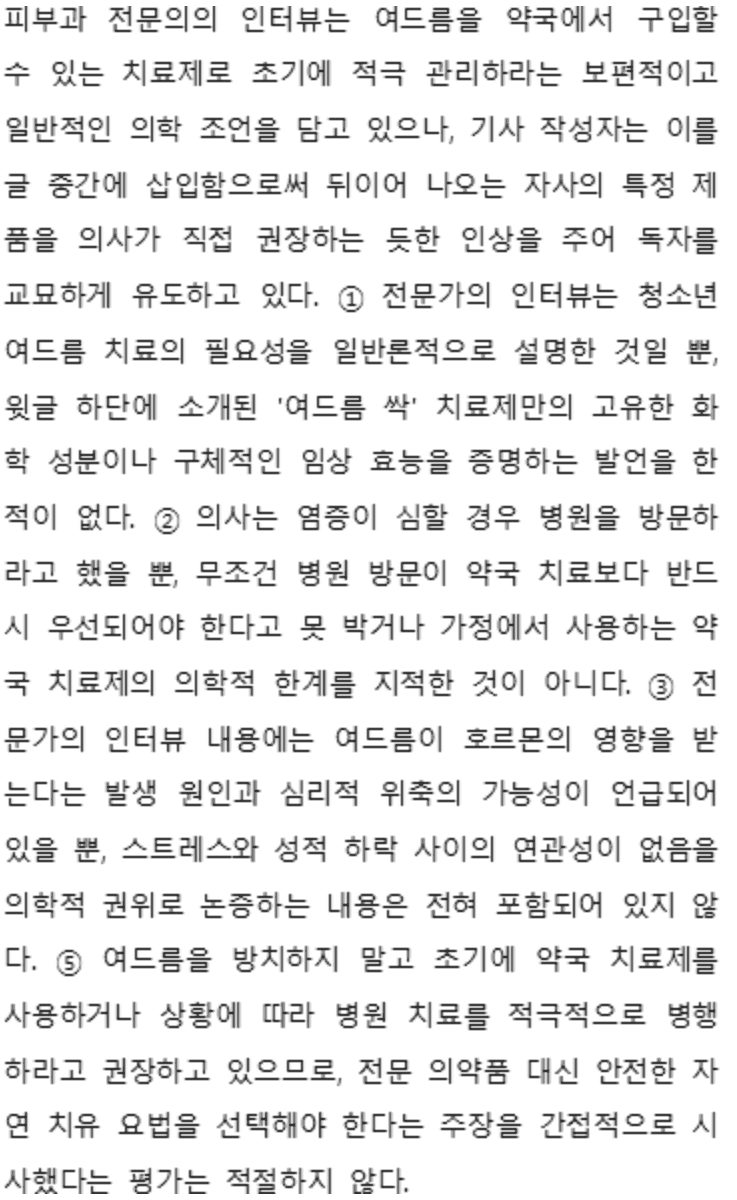 피부과 전문의의 인터뷰는 여드름을 약국에서 구입할
수 있는 치료제로 초기에 적극 관리하라는 보편적이고
일반적인 의학 조언을 담고 있으나, 기사 작성자는 이를
글 중간에 삽입함으로써 뒤이어 나오는 자사의 특정 제
품을 의사가 직접 권장하는 듯한 인상을 주어 독자를
교묘하게 유도하고 있다. ① 전문가의 인터뷰는 청소년
여드름 치료의 필요성을 일반론적으로 설명한 것일 뿐,
윗글 하단에 소개된 '여드름 싹' 치료제만의 고유한 화
학 성분이나 구체적인 임상 효능을 증명하는 발언을 한
적이 없다. ② 의사는 염증이 심할 경우 병원을 방문하
라고 했을 뿐, 무조건 병원 방문이 약국 치료보다 반드
시 우선되어야 한다고 못 박거나 가정에서 사용하는 약
국 치료제의 의학적 한계를 지적한 것이 아니다. ③ 전
문가의 인터뷰 내용에는 여드름이 호르몬의 영향을 받
는다는 발생 원인과 심리적 위축의 가능성이 언급되어
있을 뿐, 스트레스와 성적 하락 사이의 연관성이 없음을
의학적 권위로 논증하는 내용은 전혀 포함되어 있지 않
다. ⑤ 여드름을 방치하지 말고 초기에 약국 치료제를
사용하거나 상황에 따라 병원 치료를 적극적으로 병행
하라고 권장하고 있으므로, 전문 의약품 대신 안전한 자
연 치유 요법을 선택해야 한다는 주장을 간접적으로 시
사했다는 평가는 적절하지 않다.